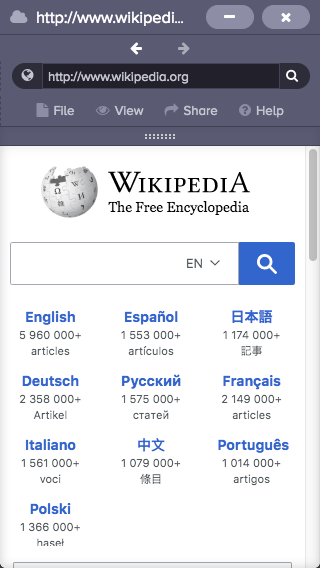 http://www.wikipedi...
http://www.wikipedia.org
File View Share Help
WIKIPEDIA
The Free Encyclopedia
EN
English Español 日本語
5 960 000+ 1 553 000+ 1 174 000+
articles artículos 記事
Deutsch Русский Français
2 358 000+ 1 575 000+ 2 149 000+
Artikel статей articles
Italiano 中文 Português
1 561 000+ 1 079 000+ 1 014 000+
voci 條目 artigos
Polski
1 366 000+
haseł